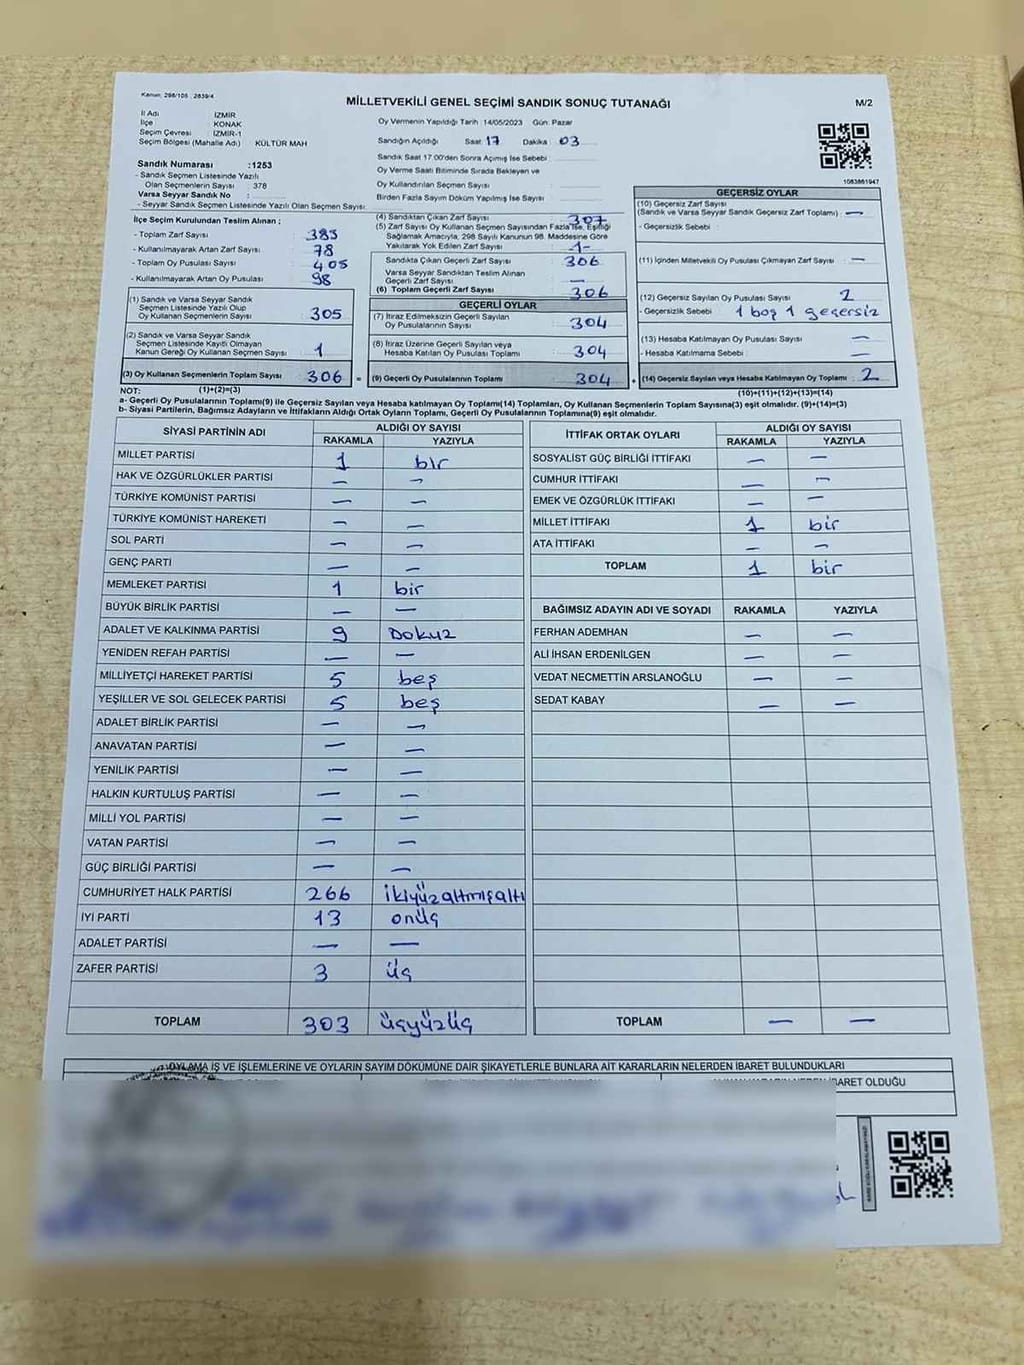 Kanun: 298/105 , 2839/4
MİLLETVEKİLİ GENEL SEÇİMİ SANDIK SONUÇ TUTANAĞI
M/2
İl Adı İZMİR
İlçe KONAK
Seçim Çevresi : İZMİR-1
Seçim Bölgesi (Mahalle Adı) KÜLTÜR MAH
Oy Vermenin Yapıldığı Tarih :14/05/2023 Gün: Pazar
Sandığın Açıldığı Saat 17 Dakika 03
Sandık Saat 17.00'den Sonra Açımış İse Sebebi
Oy Verme Saati Bitiminde Sırada Bekleyen ve
Oy Kullandırılan Seçmen Sayısı
Birden Fazla Sayım Döküm Yapılmış İse Sayısı
1083861947
Sandık Numarası :1253
- Sandık Seçmen Listesinde Yazılı
Olan Seçmenlerin Sayısı : 378
Varsa Seyyar Sandık No :
- Seyyar Sandık Seçmen Listesinde Yazılı Olan Seçmen Sayısı
İlçe Seçim Kurulundan Teslim Alınan ;
- Toplam Zarf Sayısı 383
- Kullanılmayarak Artan Zarf Sayısı 78
- Toplam Oy Pusulası Sayısı 405
- Kullanılmayarak Artan Oy Pusulası 98
(1) Sandık ve Varsa Seyyar Sandık
Seçmen Listesinde Yazılı Olup
Oy Kullanan Seçmenlerin Sayısı 305
(2) Sandık ve Varsa Seyyar Sandık
Seçmen Listesinde Kayıtlı Olmayan
Kanun Gereği Oy Kullanan Seçmen Sayısı 1
(3) Oy Kullanan Seçmenlerin Toplam Sayısı 306 =
(4) Sandıktan Çıkan Zarf Sayısı 307
(5) Zarf Sayısı Oy Kullanan Seçmen Sayısından Fazla İse, Eşitliği
Sağlamak Amacıyla, 298 Sayılı Kanunun 98. Maddesine Göre
Yakılarak Yok Edilen Zarf Sayısı -1-
Sandıkta Çıkan Geçerli Zarf Sayısı 306
Varsa Seyyar Sandıktan Teslim Alınan
Geçerli Zarf Sayısı —
(6) Toplam Geçerli Zarf Sayısı 306
GEÇERLİ OYLAR
(7) İtiraz Edilmeksizin Geçerli Sayılan
Oy Pusulalarının Sayısı 304
(8) İtiraz Üzerine Geçerli Sayılan veya
Hesaba Katılan Oy Pusulası Toplamı 304
(9) Geçerli Oy Pusulalarının Toplamı 304 +
GEÇERSİZ OYLAR
(10) Geçersiz Zarf Sayısı
(Sandık ve Varsa Seyyar Sandık Geçersiz Zarf Toplamı) —
- Geçersizlik Sebebi :
(11) İçinden Milletvekili Oy Pusulası Çıkmayan Zarf Sayısı —
(12) Geçersiz Sayılan Oy Pusulası Sayısı 2
- Geçersizlik Sebebi : 1 boş 1 geçersiz
(13) Hesaba Katılmayan Oy Pusulası Sayısı —
- Hesaba Katılmama Sebebi : —
(14) Geçersiz Sayılan veya Hesaba Katılmayan Oy Toplamı 2
NOT: (1)+(2)=(3) (10)+(11)+(12)+(13)=(14)
a- Geçerli Oy Pusulalarının Toplamı(9) ile Geçersiz Sayılan veya Hesaba Katılmayan Oy Toplamı(14) Toplamları, Oy Kullanan Seçmenlerin Toplam Sayısına(3) eşit olmalıdır. (9)+(14)=(3)
b- Siyasi Partilerin, Bağımsız Adayların ve İttifakların Aldığı Ortak Oyların Toplamı, Geçerli Oy Pusulalarının Toplamına(9) eşit olmalıdır.
SİYASİ PARTİNİN ADI ALDIĞI OY SAYISI
RAKAMLA YAZIYLA
MİLLET PARTİSİ 1 bir
HAK VE ÖZGÜRLÜKLER PARTİSİ — —
TÜRKİYE KOMÜNİST PARTİSİ — —
TÜRKİYE KOMÜNİST HAREKETİ — —
SOL PARTİ — —
GENÇ PARTİ — —
MEMLEKET PARTİSİ 1 bir
BÜYÜK BİRLİK PARTİSİ — —
ADALET VE KALKINMA PARTİSİ 9 Dokuz
YENİDEN REFAH PARTİSİ — —
MİLLİYETÇİ HAREKET PARTİSİ 5 beş
YEŞİLLER VE SOL GELECEK PARTİSİ 5 beş
ADALET BİRLİK PARTİSİ — —
ANAVATAN PARTİSİ — —
YENİLİK PARTİSİ — —
HALKIN KURTULUŞ PARTİSİ — —
MİLLİ YOL PARTİSİ — —
VATAN PARTİSİ — —
GÜÇ BİRLİĞİ PARTİSİ — —
CUMHURİYET HALK PARTİSİ 266 ikiyüzaltmışaltı
İYİ PARTİ 13 onüç
ADALET PARTİSİ — —
ZAFER PARTİSİ 3 üç
TOPLAM 303 üçyüzüç
İTTİFAK ORTAK OYLARI ALDIĞI OY SAYISI
RAKAMLA YAZIYLA
SOSYALİST GÜÇ BİRLİĞİ İTTİFAKI — —
CUMHUR İTTİFAKI — —
EMEK VE ÖZGÜRLÜK İTTİFAKI — —
MİLLET İTTİFAKI 1 bir
ATA İTTİFAKI — —
TOPLAM 1 bir
BAĞIMSIZ ADAYIN ADI VE SOYADI RAKAMLA YAZIYLA
FERHAN ADEMHAN — —
ALİ İHSAN ERDENİLGEN — —
VEDAT NECMETTİN ARSLANOĞLU — —
SEDAT KABAY — —
TOPLAM — —
OYLAMA İŞ VE İŞLEMLERİNE VE OYLARIN SAYIM DÖKÜMÜNE DAİR ŞİKAYETLERLE BUNLARA AİT KARARLARIN NELERDEN İBARET BULUNDUKLARI
İBARET OLDUĞU